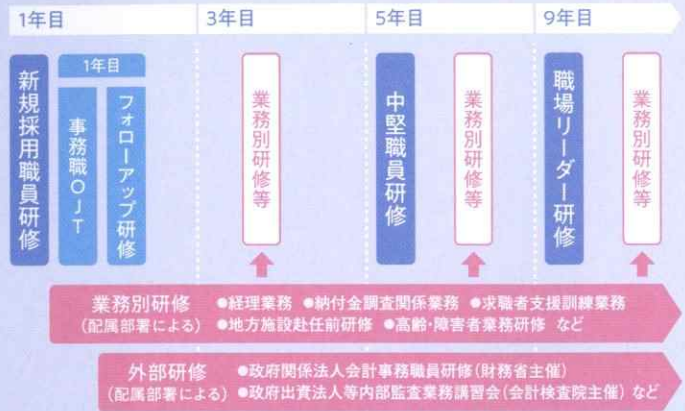 1年目
3年目
5年目
9年目
新規採用職員研修
1年目
事務職OJT
フォローアップ研修
業務別研修等
中堅職員研修
業務別研修等
職場リーダー研修
業務別研修等
業務別研修
(配属部署による)
●経理業務 ●納付金調査関係業務 ●求職者支援訓練業務
●地方施設赴任前研修 ●高齢・障害者業務研修 など
外部研修
(配属部署による)
●政府関係法人会計事務職員研修(財務省主催)
●政府出資法人等内部監査業務講習会(会計検査院主催) など